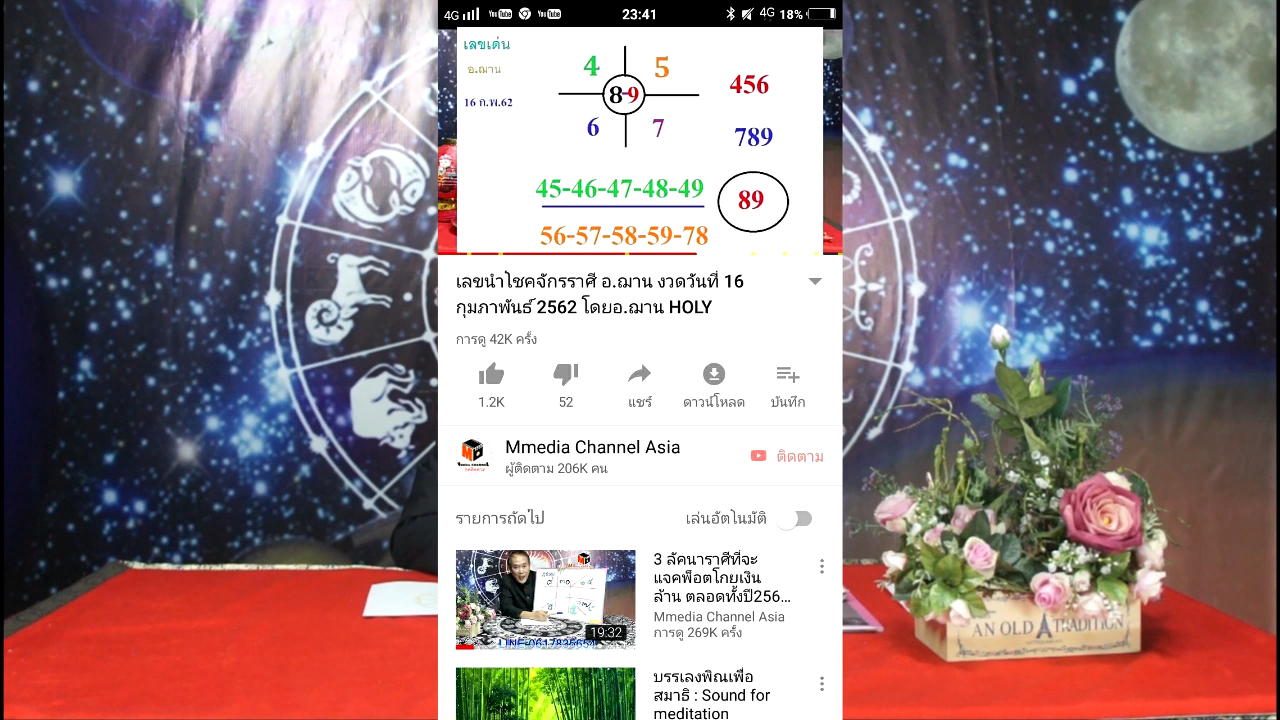 4G
23:41
4G 18%
เลขเด่น
อ.ฌาน
16 ก.พ.62
4 5
8-9
6 7
456
789
45-46-47-48-49
89
56-57-58-59-78
เลขนำโชคจักรราศี อ.ฌาน งวดวันที่ 16
กุมภาพันธ์ 2562 โดยอ.ฌาน HOLY
การดู 42K ครั้ง
1.2K
52
แชร์
ดาวน์โหลด
บันทึก
Mmedia Channel Asia
ผู้ติดตาม 206K คน
ติดตาม
รายการถัดไป
เล่นอัตโนมัติ
3 ลัคนาราศีที่จะ
แจคพ็อตโกยเงิน
ล้าน ตลอดทั้งปี256...
Mmedia Channel Asia
การดู 269K ครั้ง
19:32
บรรเลงพิณเพื่อ
สมาธิ : Sound for
meditation
AN OLD TRADITION